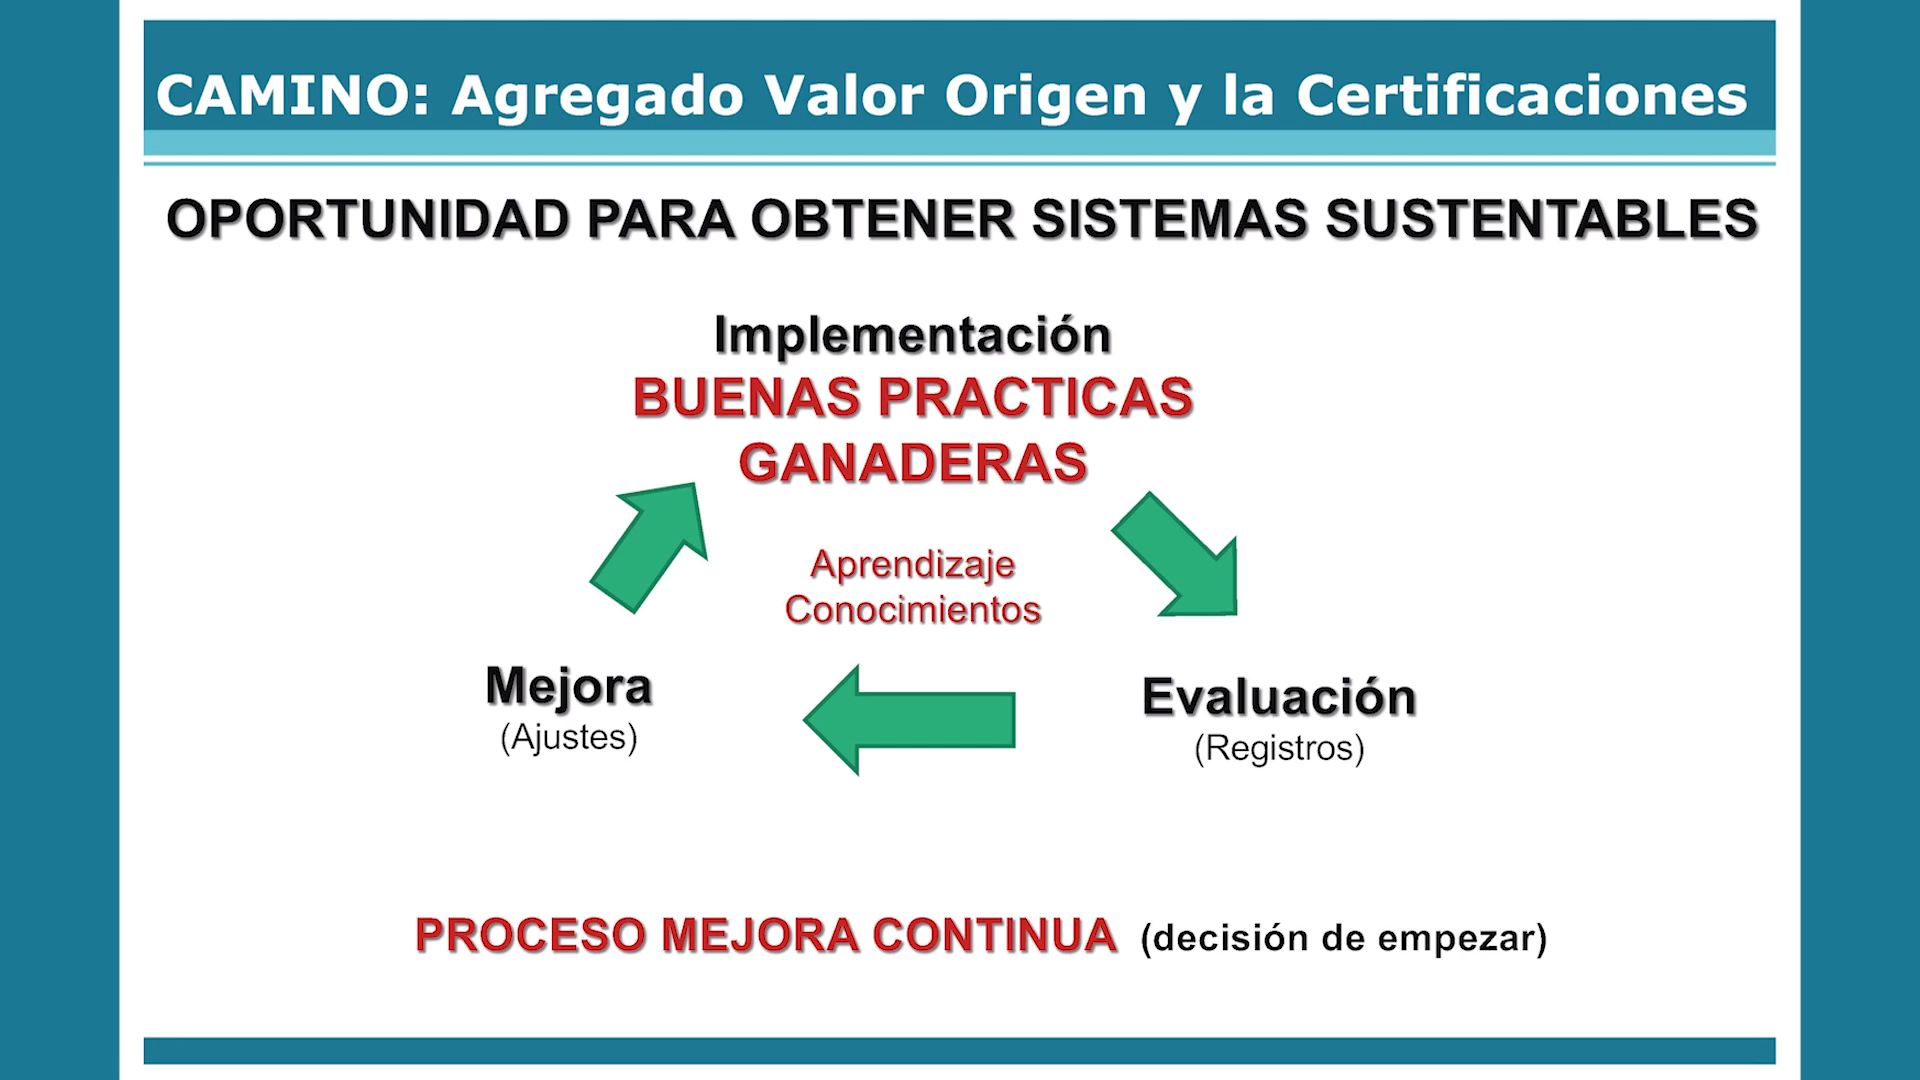 CAMINO: Agregado Valor Origen y la Certificaciones
OPORTUNIDAD PARA OBTENER SISTEMAS SUSTENTABLES
Implementación
BUENAS PRACTICAS
GANADERAS
Aprendizaje
Conocimientos
Mejora
(Ajustes)
Evaluación
(Registros)
PROCESO MEJORA CONTINUA (decisión de empezar)